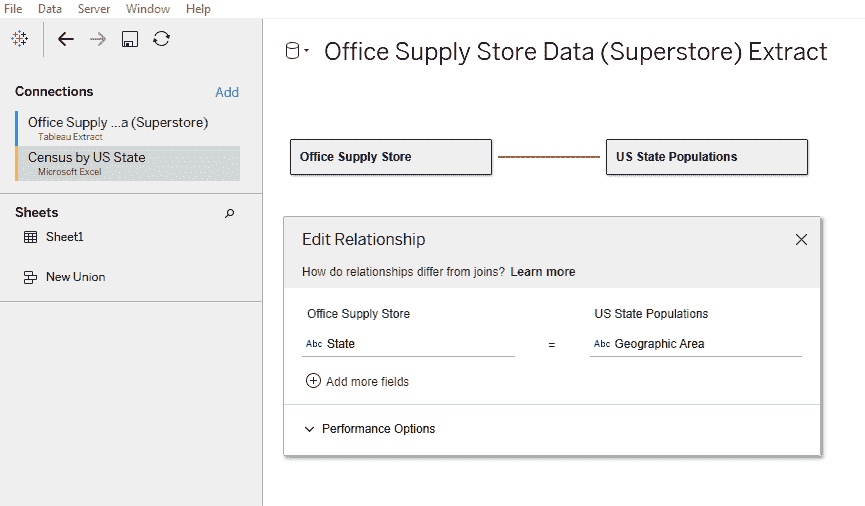 File Data Server Window Help
Office Supply Store Data (Superstore) Extract
Connections Add
Office Supply ...a (Superstore)
Tableau Extract
Census by US State
Microsoft Excel
Sheets
Sheet1
New Union
Office Supply Store US State Populations
Edit Relationship
How do relationships differ from joins? Learn more
Office Supply Store US State Populations
Abc State = Abc Geographic Area
Add more fields
Performance Options